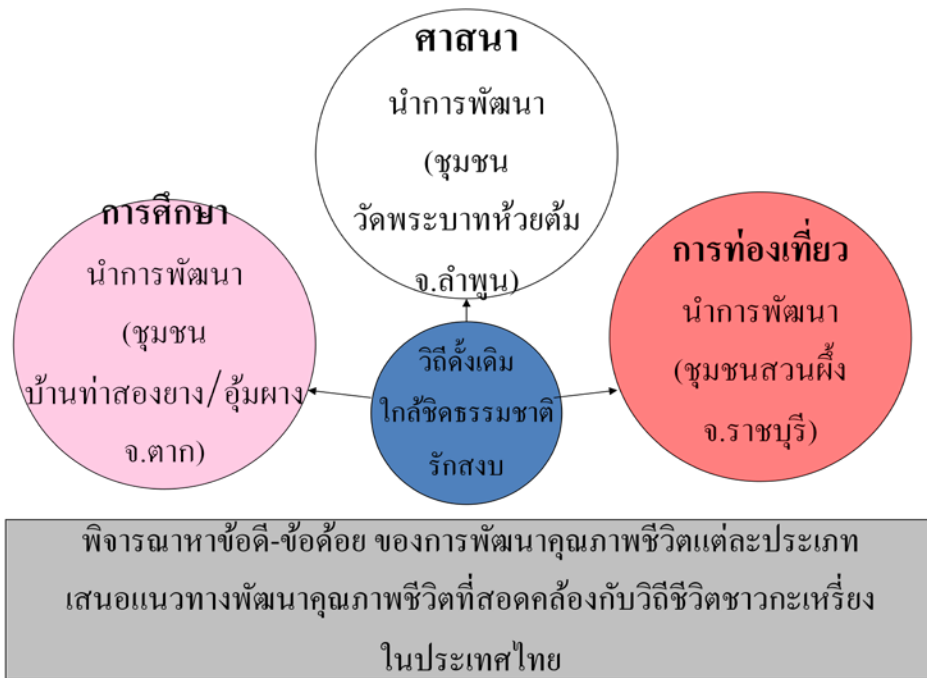 ศาสนา
นำการพัฒนา
(ชุมชน
วัดพระบาทห้วยต้ม
จ.ลำพูน)
การศึกษา
นำการพัฒนา
(ชุมชน
บ้านท่าสองยาง/อุ้มผาง
จ.ตาก)
วิถีดั้งเดิม
ใกล้ชิดธรรมชาติ
รักสงบ
การท่องเที่ยว
นำการพัฒนา
(ชุมชนสวนผึ้ง
จ.ราชบุรี)
พิจารณาหาข้อดี-ข้อด้อย ของการพัฒนาคุณภาพชีวิตแต่ละประเภท
เสนอแนวทางพัฒนาคุณภาพชีวิตที่สอดคล้องกับวิถีชีวิตชาวกะเหรี่ยง
ในประเทศไทย